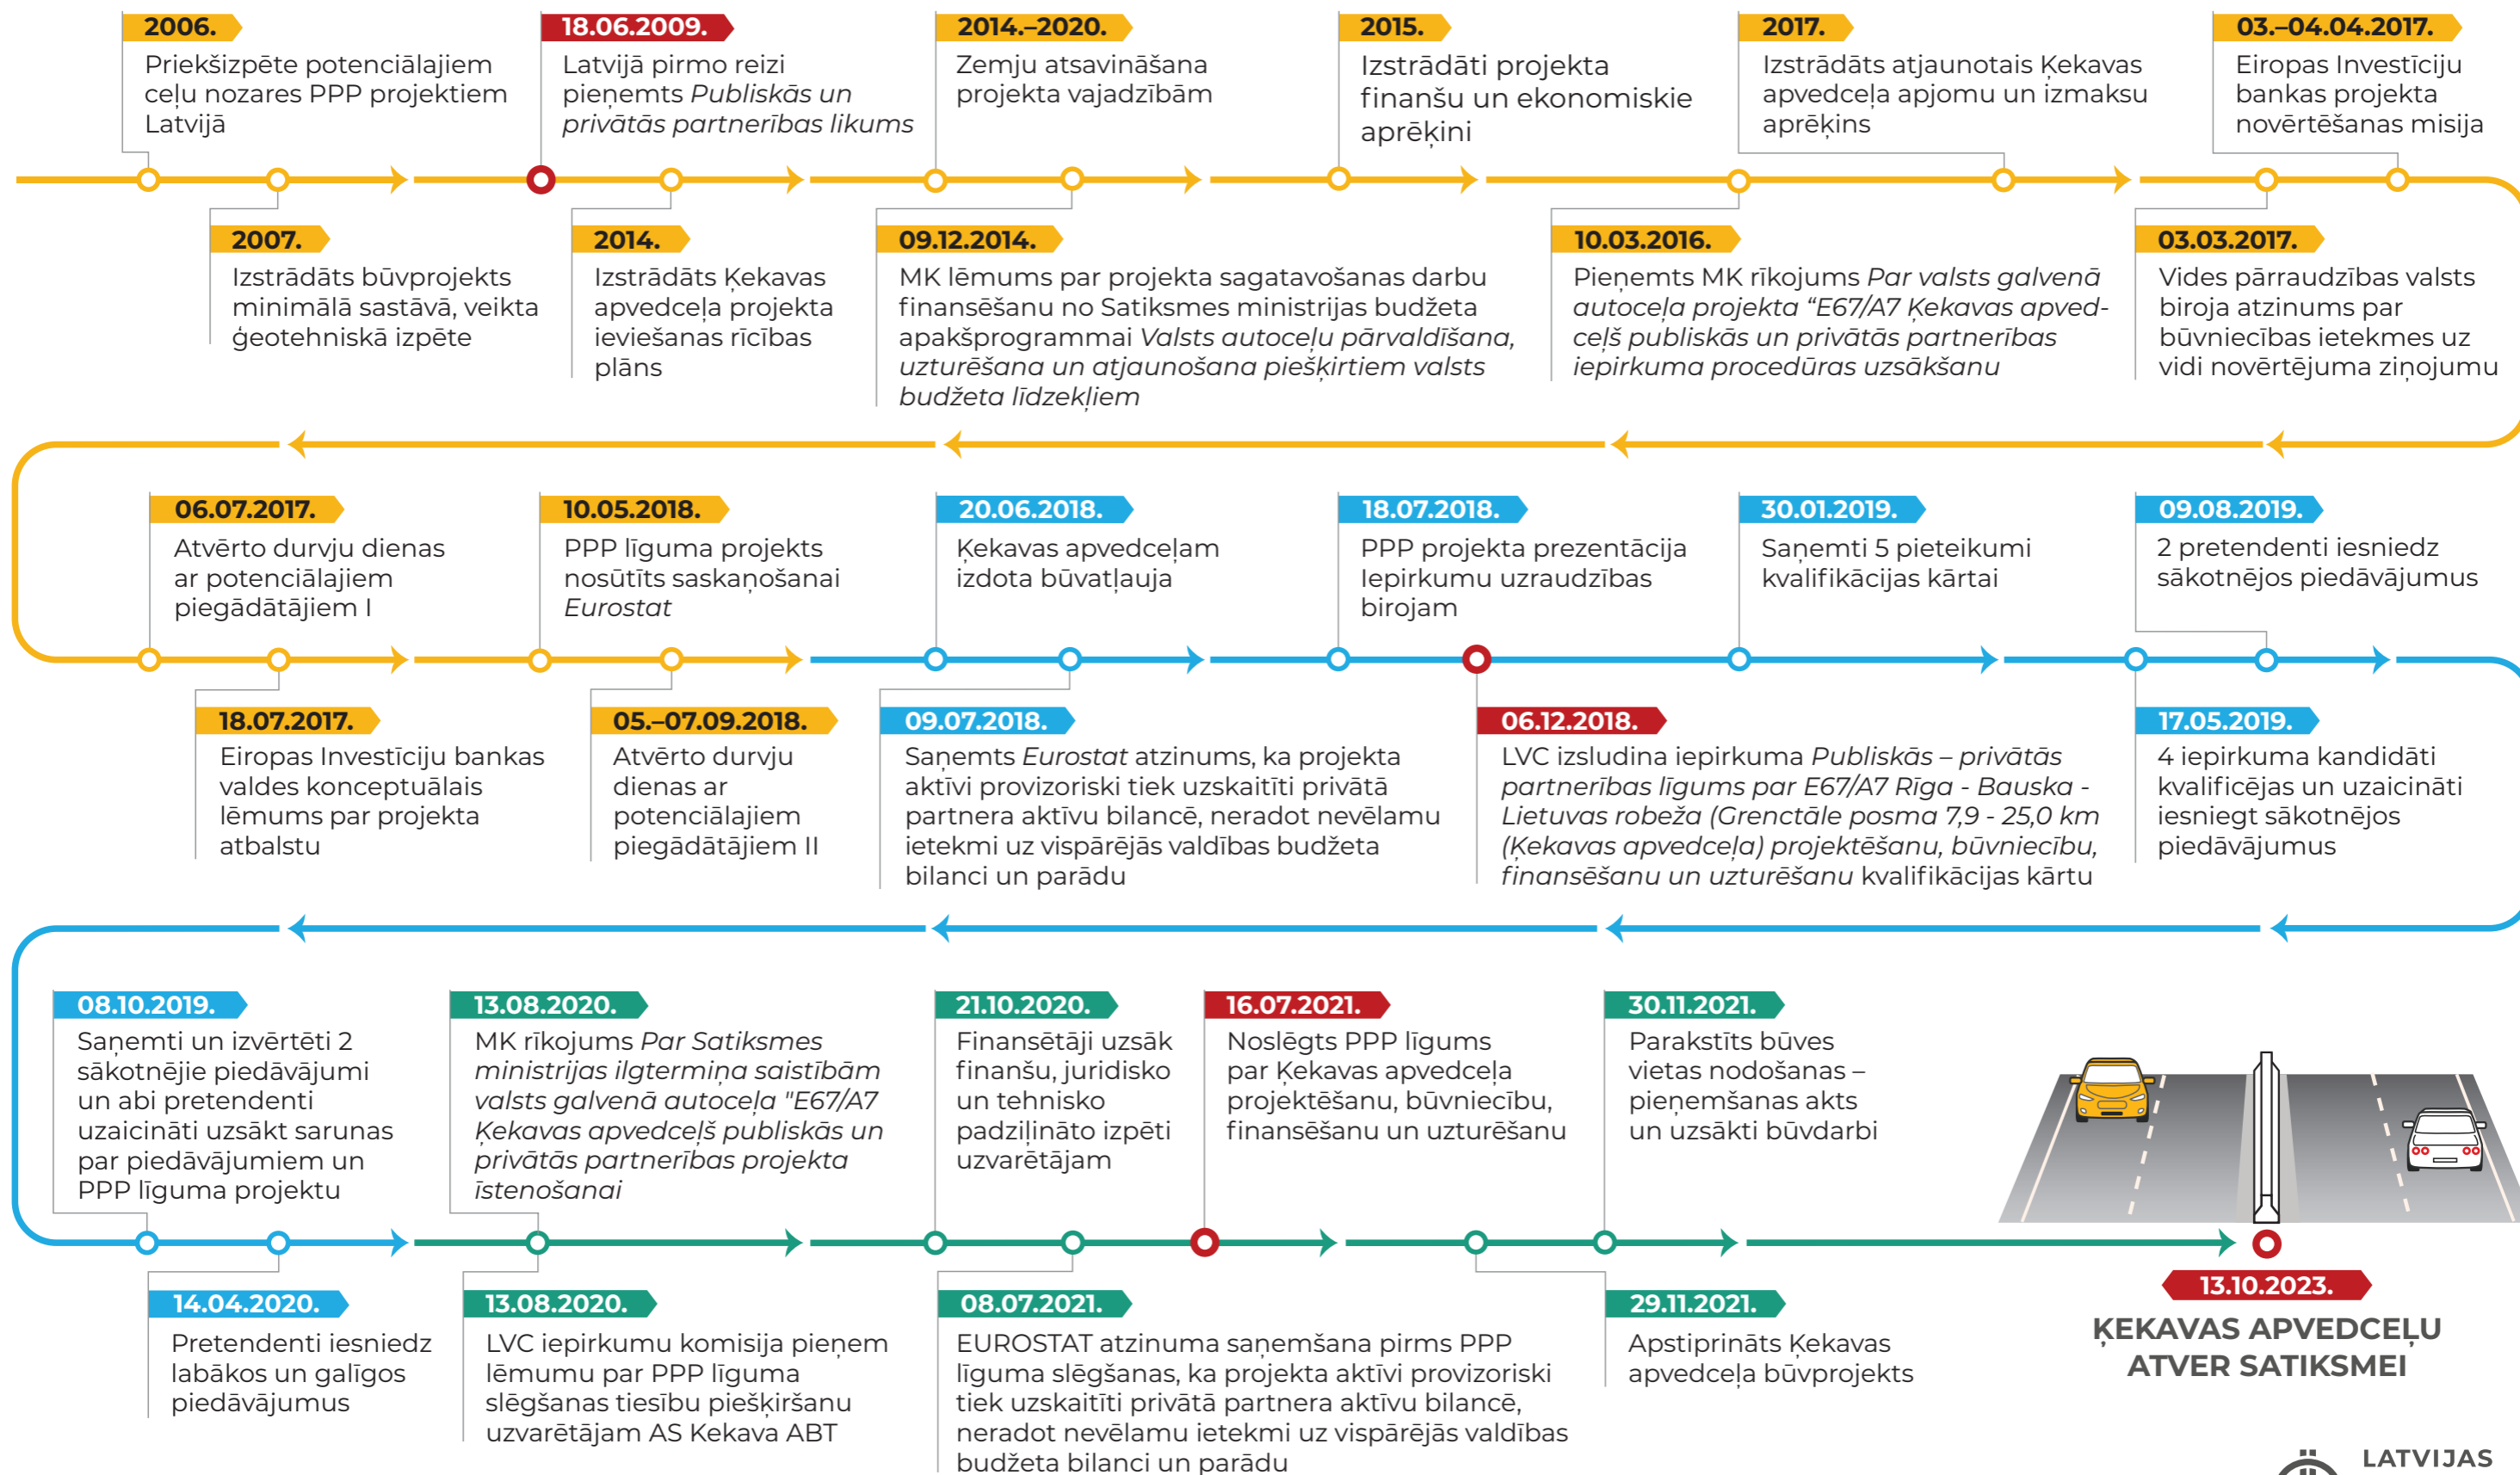 2006.
Priekšizpēte potenciālajiem
ceļu nozares PPP projektiem
Latvijā
18.06.2009.
Latvijā pirmo reizi
pieņemts Publiskās un
privātās partnerības likums
2014.–2020.
Zemju atsavināšana
projekta vajadzībām
2015.
Izstrādāti projekta
finanšu un ekonomiskie
aprēķini
2017.
Izstrādāts atjaunotais Ķekavas
apvedceļa apjomu un izmaksu
aprēķins
03.–04.04.2017.
Eiropas Investīciju
bankas projekta
novērtēšanas misija
2007.
Izstrādāts būvprojekts
minimālā sastāvā, veikta
ģeotehniskā izpēte
2014.
Izstrādāts Ķekavas
apvedceļa projekta
ieviešanas rīcības
plāns
09.12.2014.
MK lēmums par projekta sagatavošanas darbu
finansēšanu no Satiksmes ministrijas budžeta
apakšprogrammai Valsts autoceļu pārvaldīšana,
uzturēšana un atjaunošana piešķirtiem valsts
budžeta līdzekļiem
10.03.2016.
Pieņemts MK rīkojums Par valsts galvenā
autoceļa projekta “E67/A7 Ķekavas apved-
ceļš publiskās un privātās partnerības
iepirkuma procedūras uzsākšanu
03.03.2017.
Vides pārraudzības valsts
biroja atzinums par
būvniecības ietekmes uz
vidi novērtējuma ziņojumu
06.07.2017.
Atvērto durvju dienas
ar potenciālajiem
piegādātājiem I
10.05.2018.
PPP līguma projekts
nosūtīts saskaņošanai
Eurostat
20.06.2018.
Ķekavas apvedceļam
izdota būvatļauja
18.07.2018.
PPP projekta prezentācija
Iepirkumu uzraudzības
birojam
30.01.2019.
Saņemti 5 pieteikumi
kvalifikācijas kārtai
09.08.2019.
2 pretendenti iesniedz
sākotnējos piedāvājumus
18.07.2017.
Eiropas Investīciju bankas
valdes konceptuālais
lēmums par projekta
atbalstu
05.–07.09.2018.
Atvērto durvju
dienas ar
potenciālajiem
piegādātājiem II
09.07.2018.
Saņemts Eurostat atzinums, ka projekta
aktīvi provizoriski tiek uzskaitīti privātā
partnera aktīvu bilancē, neradot nevēlamu
ietekmi uz vispārējās valdības budžeta
bilanci un parādu
06.12.2018.
LVC izsludina iepirkuma Publiskās – privātās
partnerības līgums par E67/A7 Rīga - Bauska -
Lietuvas robeža (Grenctāle posma 7,9 - 25,0 km
(Ķekavas apvedceļa) projektēšanu, būvniecību,
finansēšanu un uzturēšanu kvalifikācijas kārtu
17.05.2019.
4 iepirkuma kandidāti
kvalificējas un uzaicināti
iesniegt sākotnējos
piedāvājumus
08.10.2019.
Saņemti un izvērtēti 2
sākotnējie piedāvājumi
un abi pretendenti
uzaicināti uzsākt sarunas
par piedāvājumiem un
PPP līguma projektu
13.08.2020.
MK rīkojums Par Satiksmes
ministrijas ilgtermiņa saistībām
valsts galvenā autoceļa "E67/A7
Ķekavas apvedceļš publiskās un
privātās partnerības projekta
īstenošanai
21.10.2020.
Finansētāji uzsāk
finanšu, juridisko
un tehnisko
padziļināto izpēti
uzvarētājam
16.07.2021.
Noslēgts PPP līgums
par Ķekavas apvedceļa
projektēšanu, būvniecību,
finansēšanu un uzturēšanu
30.11.2021.
Parakstīts būves
vietas nodošanas –
pieņemšanas akts
un uzsākti būvdarbi
14.04.2020.
Pretendenti iesniedz
labākos un galīgos
piedāvājumus
13.08.2020.
LVC iepirkumu komisija pieņem
lēmumu par PPP līguma
slēgšanas tiesību piešķiršanu
uzvarētājam AS Kekava ABT
08.07.2021.
EUROSTAT atzinuma saņemšana pirms PPP
līguma slēgšanas, ka projekta aktīvi provizoriski
tiek uzskaitīti privātā partnera aktīvu bilancē,
neradot nevēlamu ietekmi uz vispārējās valdības
budžeta bilanci un parādu
29.11.2021.
Apstiprināts Ķekavas
apvedceļa būvprojekts
13.10.2023.
ĶEKAVAS APVEDCEĻU
ATVER SATIKSMEI
LATVIJAS